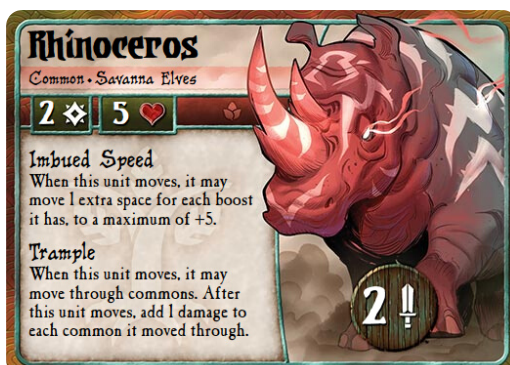 Rhinoceros
Common • Savanna Elves
2 5
Imbued Speed
When this unit moves, it may
move 1 extra space for each boost
it has, to a maximum of +5.
Trample
When this unit moves, it may
move through commons. After
this unit moves, add 1 damage to
each common it moved through.
2